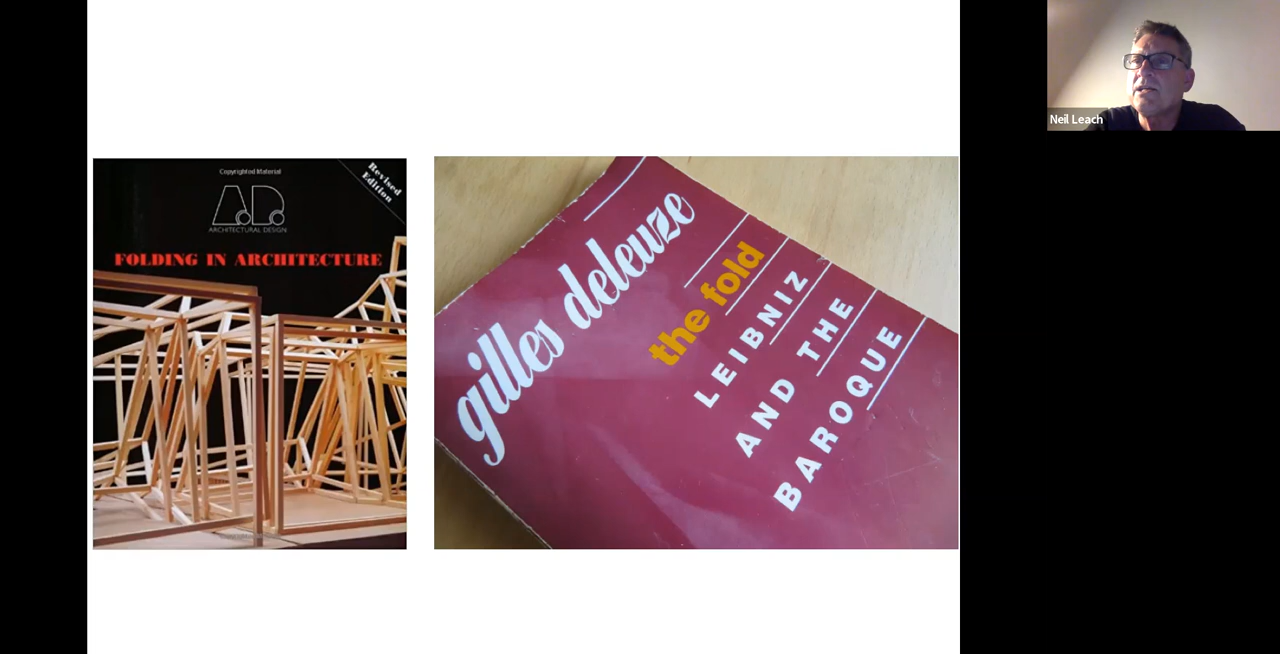 Copyrighted Material
Revised
Edition
A.D.
ARCHITECTURAL DESIGN
FOLDING IN ARCHITECTURE
gilles deleuze
the fold
LEIBNIZ
AND THE
BAROQUE
Neil Leach